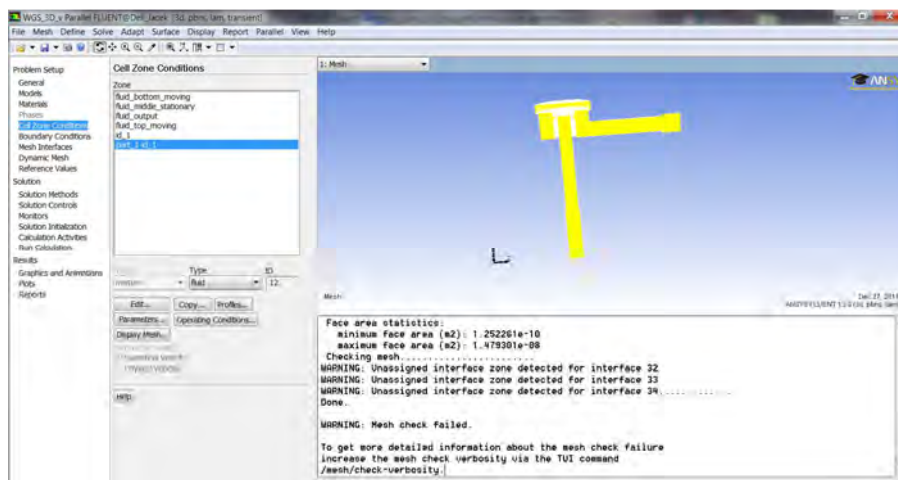 WGS_3D_v Parallel FLUENT@Dell_Jacek [3d, pbns, lam, transient]
File Mesh Define Solve Adapt Surface Display Report Parallel View Help
Problem Setup
General
Models
Materials
Phases
Cell Zone Conditions
Boundary Conditions
Mesh Interfaces
Dynamic Mesh
Reference Values
Solution
Solution Methods
Solution Controls
Monitors
Solution Initialization
Calculation Activities
Run Calculation
Results
Graphics and Animations
Plots
Reports
Cell Zone Conditions
Zone
fluid_bottom_moving
fluid_middle_stationary
fluid_output
fluid_top_moving
id_1
Type
ID
fluid
12
Edit...
Copy...
Profiles...
Parameters...
Operating Conditions...
Display Mesh...
Help
1: Mesh
ANSYS
Mesh
Face area statistics:
minimum face area (m2): 1.252261e-10
maximum face area (m2): 1.479301e-08
Checking mesh.........................
WARNING: Unassigned interface zone detected for interface 32
WARNING: Unassigned interface zone detected for interface 33
WARNING: Unassigned interface zone detected for interface 34............
Done.
WARNING: Mesh check failed.
To get more detailed information about the mesh check failure
increase the mesh check verbosity via the TUI command
/mesh/check-verbosity.